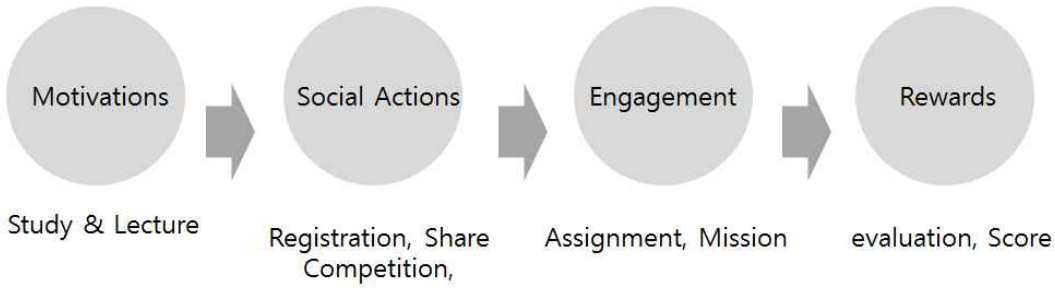 Motivations
Social Actions
Engagement
Rewards
Study & Lecture
Registration, Share
Competition,
Assignment, Mission
evaluation, Score